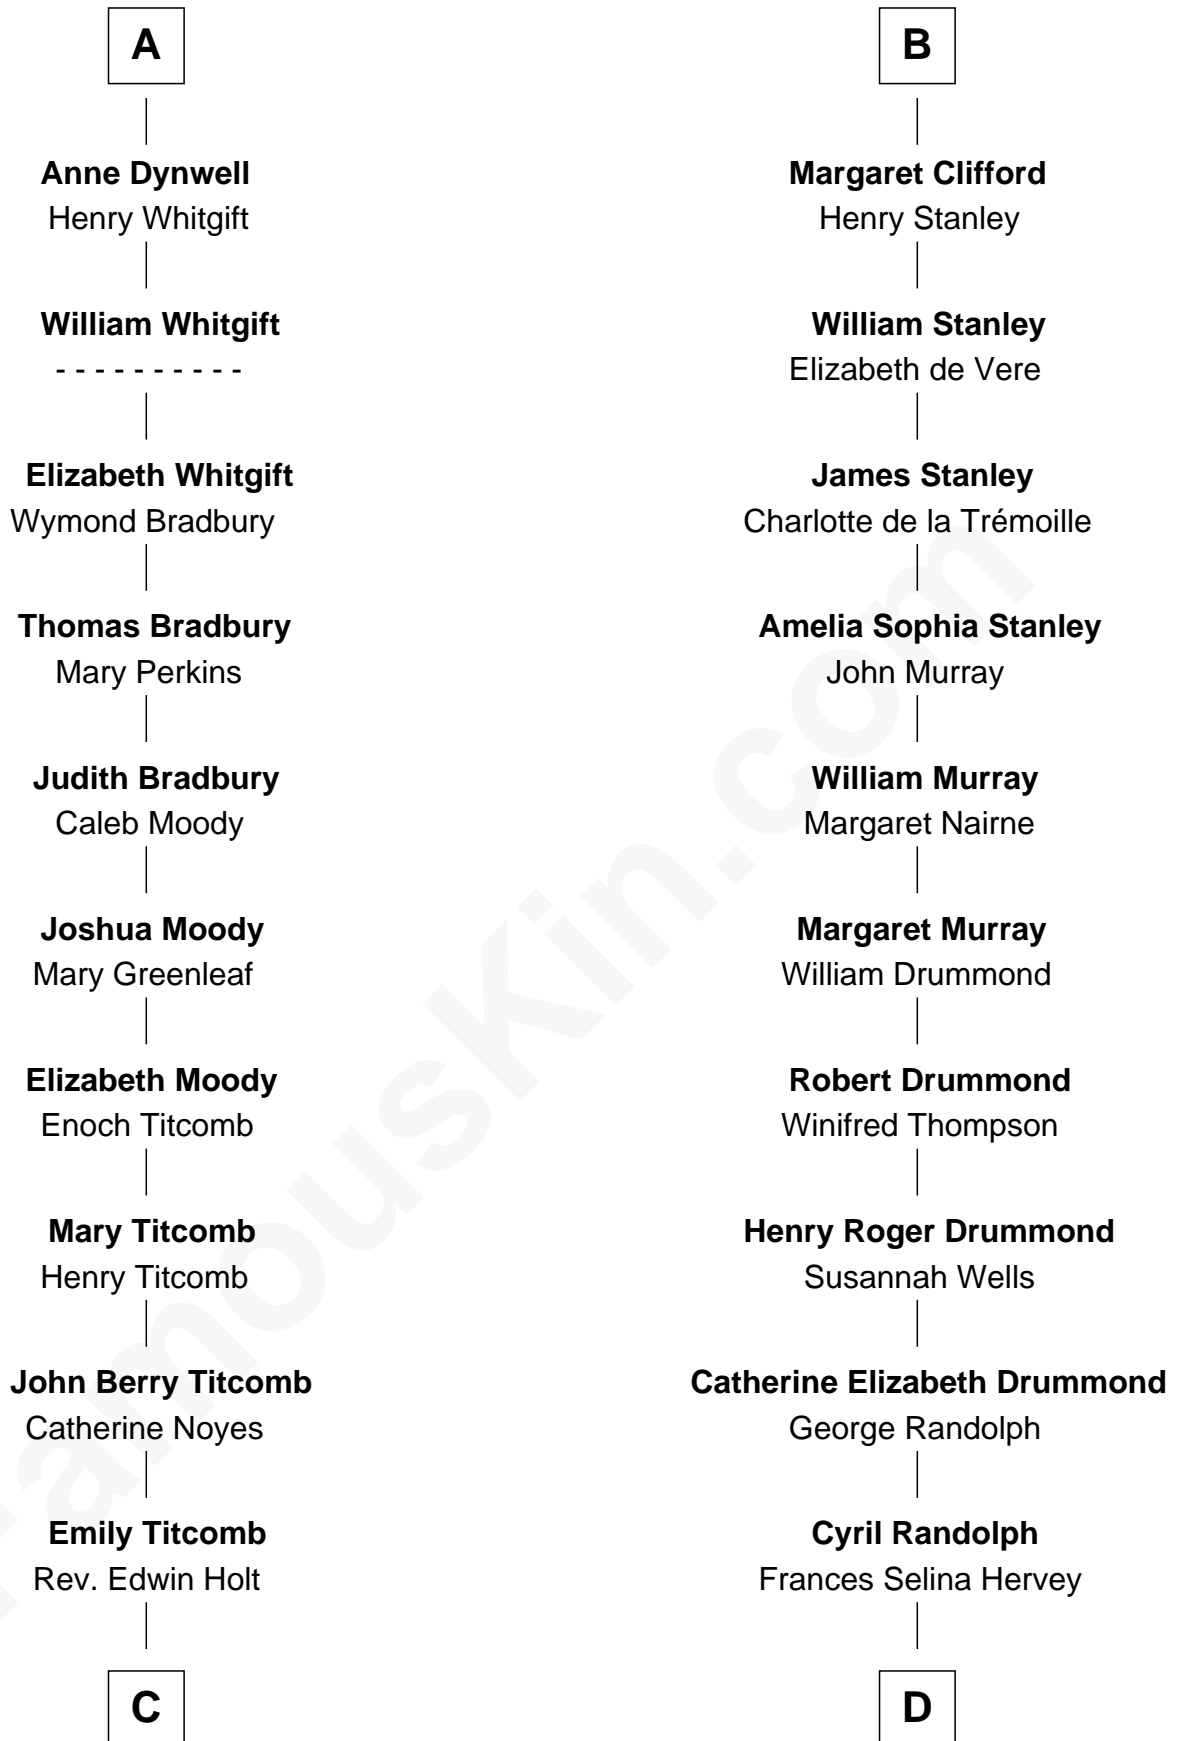 A
Anne Dynwell
Henry Whitgift
William Whitgift
- - - - - - - - - -
Elizabeth Whitgift
Wymond Bradbury
Thomas Bradbury
Mary Perkins
Judith Bradbury
Caleb Moody
Joshua Moody
Mary Greenleaf
Elizabeth Moody
Enoch Titcomb
Mary Titcomb
Henry Titcomb
John Berry Titcomb
Catherine Noyes
Emily Titcomb
Rev. Edwin Holt
C
B
Margaret Clifford
Henry Stanley
William Stanley
Elizabeth de Vere
James Stanley
Charlotte de la Trémoille
Amelia Sophia Stanley
John Murray
William Murray
Margaret Nairne
Margaret Murray
William Drummond
Robert Drummond
Winifred Thompson
Henry Roger Drummond
Susannah Wells
Catherine Elizabeth Drummond
George Randolph
Cyril Randolph
Frances Selina Hervey
D
FamousKin.com